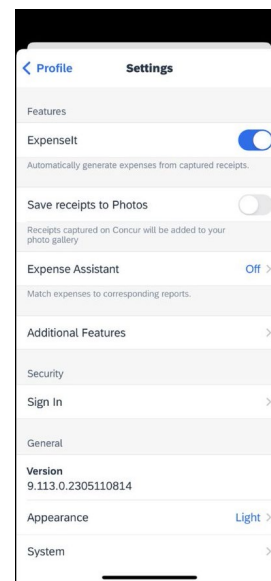 Profile
Settings
Features
ExpenseIt
Automatically generate expenses from captured receipts.
Save receipts to Photos
Receipts captured on Concur will be added to your
photo gallery
Expense Assistant
Off
Match expenses to corresponding reports.
Additional Features
Security
Sign In
General
Version
9.113.0.2305110814
Appearance
Light
System